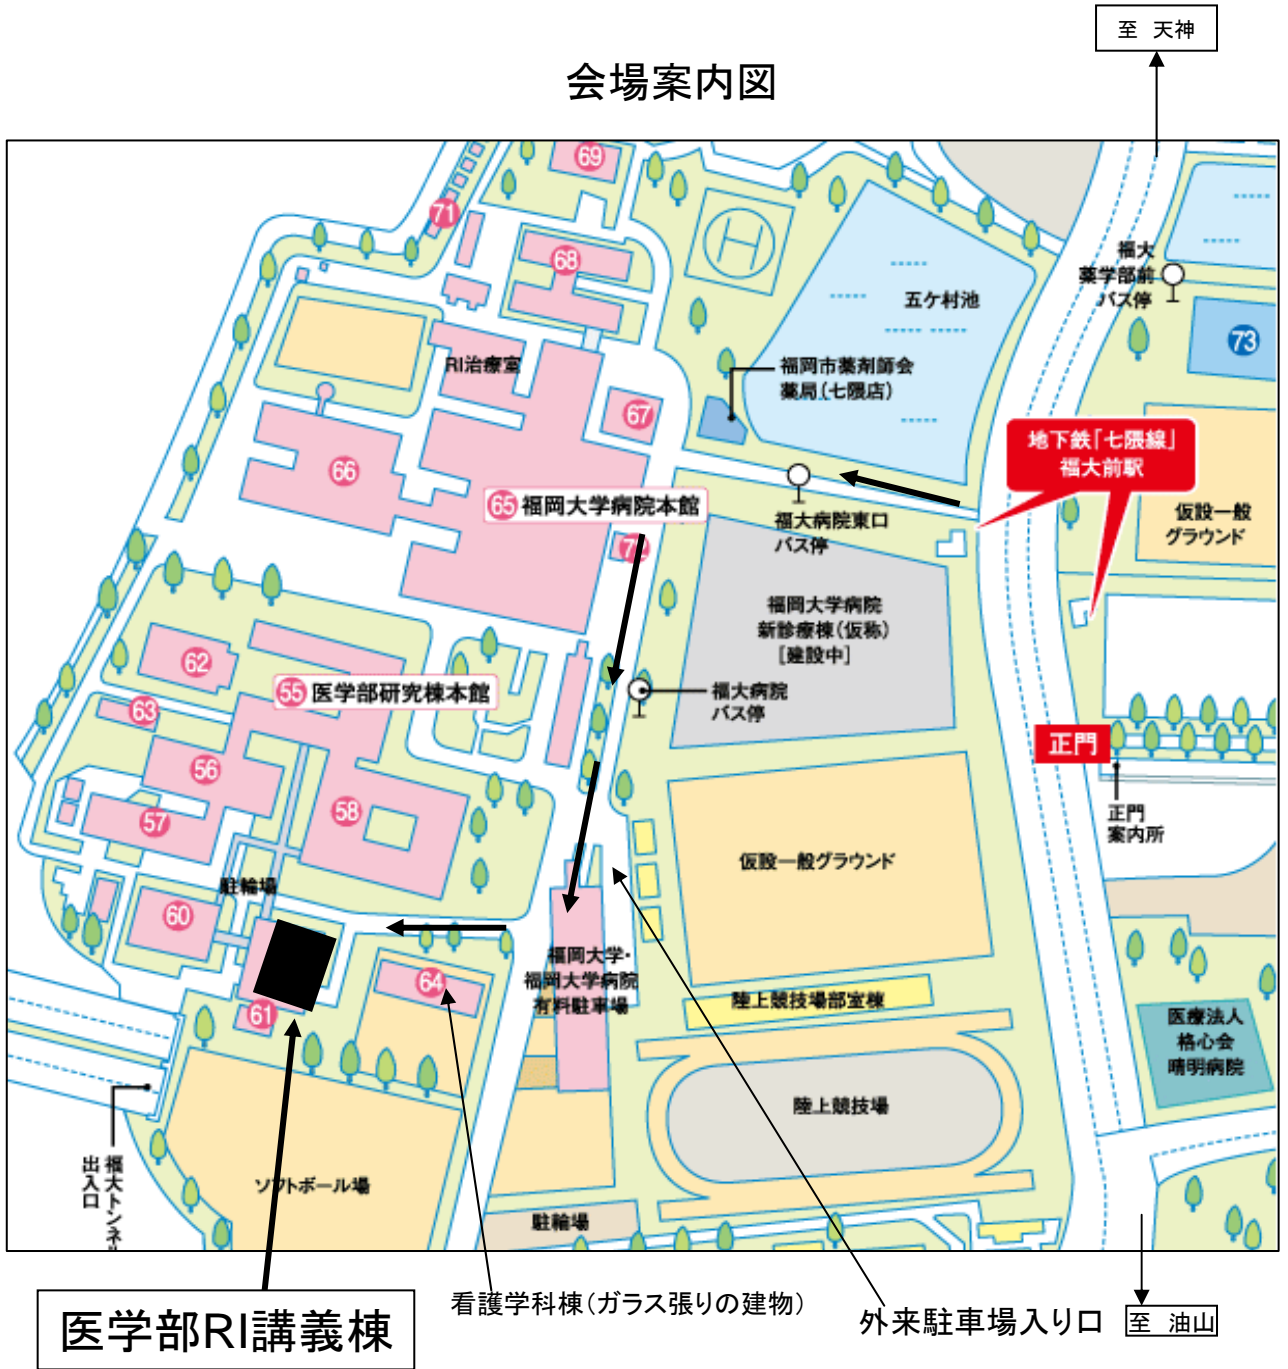 至 天神
会場案内図
69
71
68
福大
薬学部前
バス停
五ケ村池
73
RI治療室
福岡市薬剤師会
薬局(七隈店)
67
地下鉄「七隈線」
福大前駅
66
65 福岡大学病院本館
福大病院東口
バス停
仮設一般
グラウンド
福岡大学病院
新診療棟(仮称)
[建設中]
62
55 医学部研究棟本館
福大病院
バス停
63
正門
56
58
57
正門
案内所
仮設一般グラウンド
駐輪場
60
福岡大学・
福岡大学病院
有料駐車場
64
陸上競技場部室棟
61
医療法人
格心会
晴明病院
陸上競技場
福大トンネル
出入口
ソフトボール場
駐輪場
医学部RI講義棟
看護学科棟(ガラス張りの建物)
外来駐車場入り口
至 油山